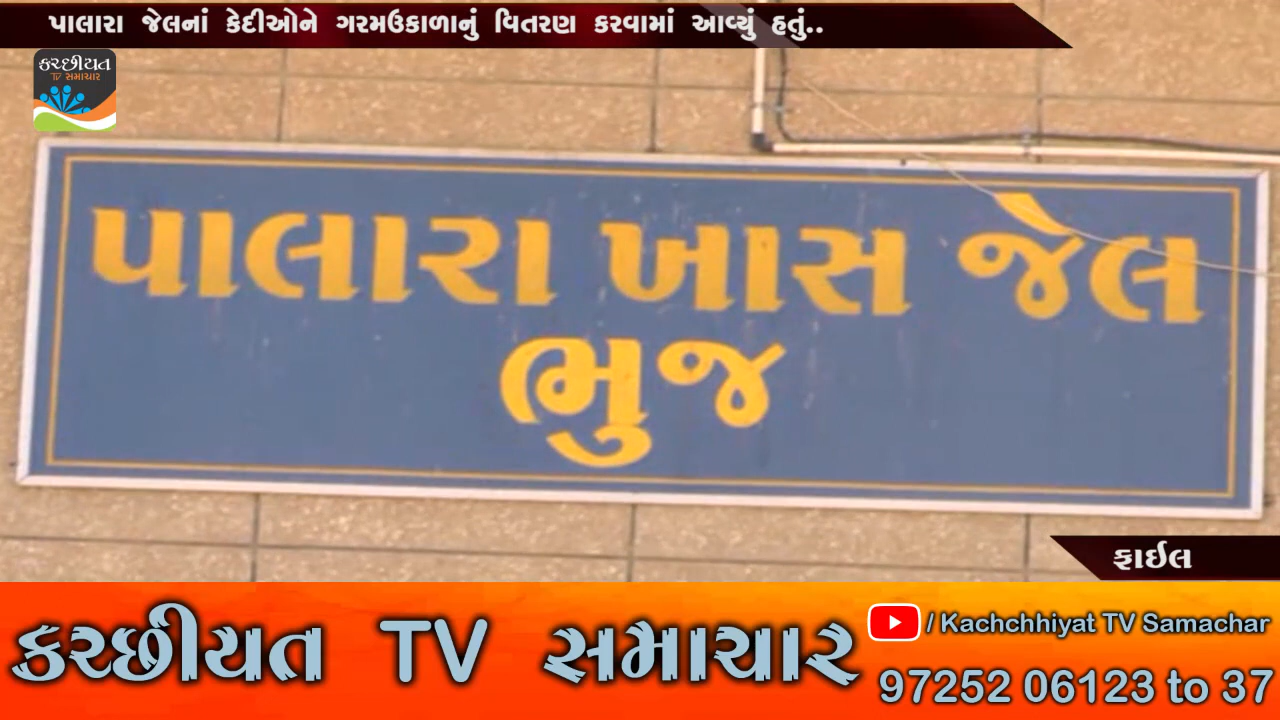 પાલારા જેલનાં કેદીઓને ગરમઉકાળાનું વિતરણ કરવામાં આવ્યું હતું..
કચ્છીયત
TV સમાચાર
પાલારા ખાસ જેલ
ભુજ
ફાઈલ
કચ્છીયત TV સમાચાર
/ Kachchhiyat TV Samachar
97252 06123 to 37